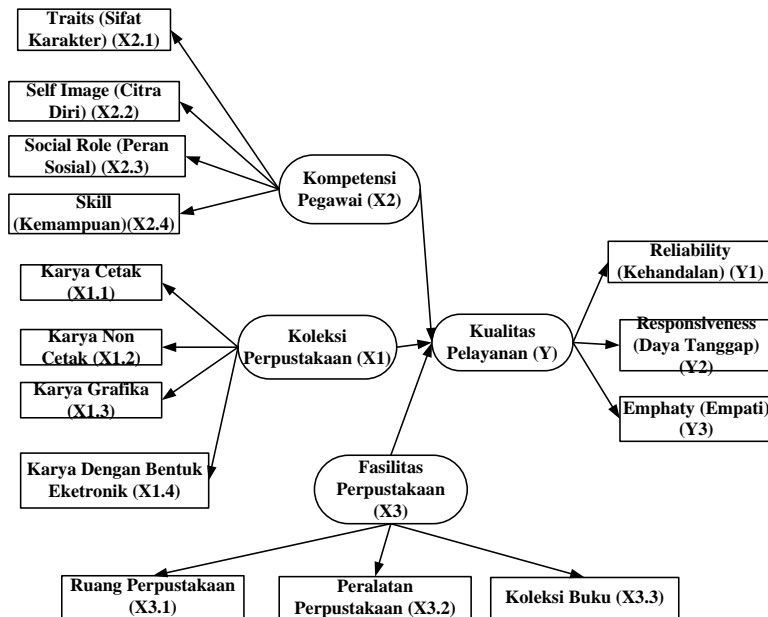 Traits (Sifat
Karakter) (X2.1)
Self Image (Citra
Diri) (X2.2)
Social Role (Peran
Sosial) (X2.3)
Skill
(Kemampuan)(X2.4)
Kompetensi
Pegawai (X2)
Karya Cetak
(X1.1)
Karya Non
Cetak (X1.2)
Karya Grafika
(X1.3)
Karya Dengan Bentuk
Eketronik (X1.4)
Koleksi
Perpustakaan (X1)
Kualitas
Pelayanan (Y)
Reliability
(Kehandalan) (Y1)
Responsiveness
(Daya Tanggap)
Y2)
Emphaty (Empati)
(Y3)
Fasilitas
Perpustakaan
(X3)
Ruang Perpustakaan
(X3.1)
Peralatan
Perpustakaan (X3.2)
Koleksi Buku (X3.3)